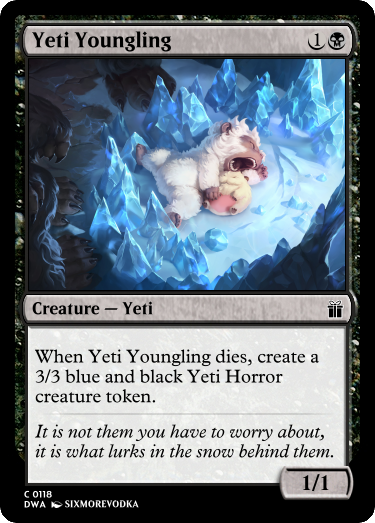 Yeti Youngling 1
Creature — Yeti
When Yeti Youngling dies, create a
3/3 blue and black Yeti Horror
creature token.
It is not them you have to worry about,
it is what lurks in the snow behind them.
1/1
C 0118
DWA SIXMOREVODKA